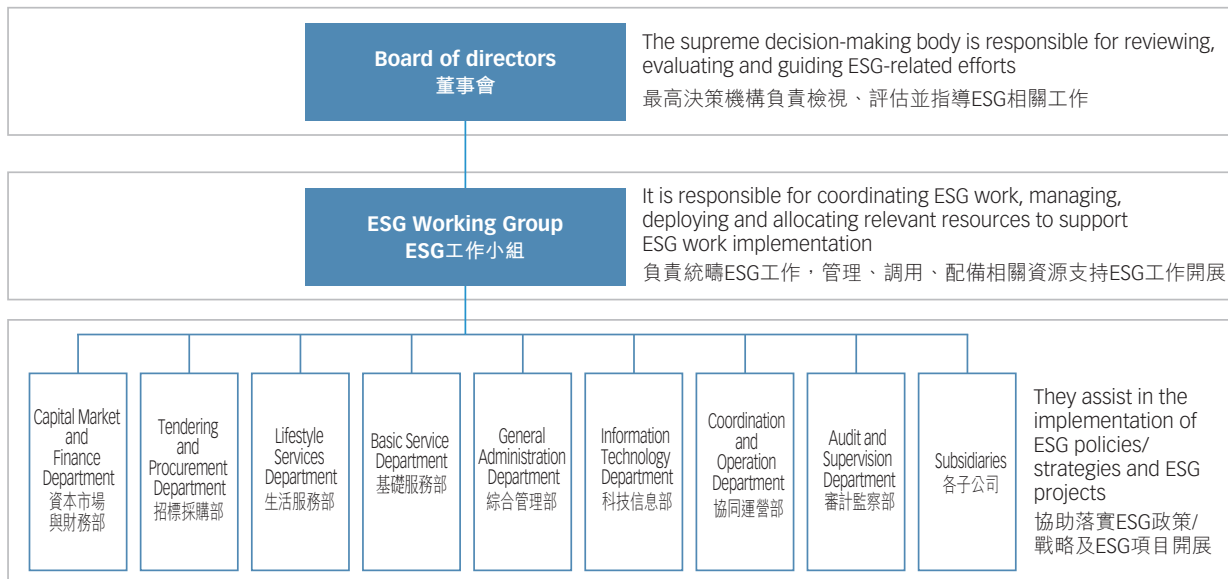 Board of directors
董事會
The supreme decision-making body is responsible for reviewing,
evaluating and guiding ESG-related efforts
最高決策機構負責檢視、評估並指導ESG相關工作
ESG Working Group
ESG工作小組
It is responsible for coordinating ESG work, managing,
deploying and allocating relevant resources to support
ESG work implementation
負責統疇ESG工作，管理、調用、配備相關資源支持ESG工作開展
Capital Market
and
Finance
Department
資本市場
與財務部
Tendering
and
Procurement
Department
招標採購部
Lifestyle
Services
Department
生活服務部
Basic Service
Department
基礎服務部
General
Administration
Department
綜合管理部
Information
Technology
Department
科技信息部
Coordination
and
Operation
Department
協同運營部
Audit and
Supervision
Department
審計監察部
Subsidiaries
各子公司
They assist in the
implementation of
ESG policies/
strategies and ESG
projects
協助落實ESG政策/
戰略及ESG項目開展